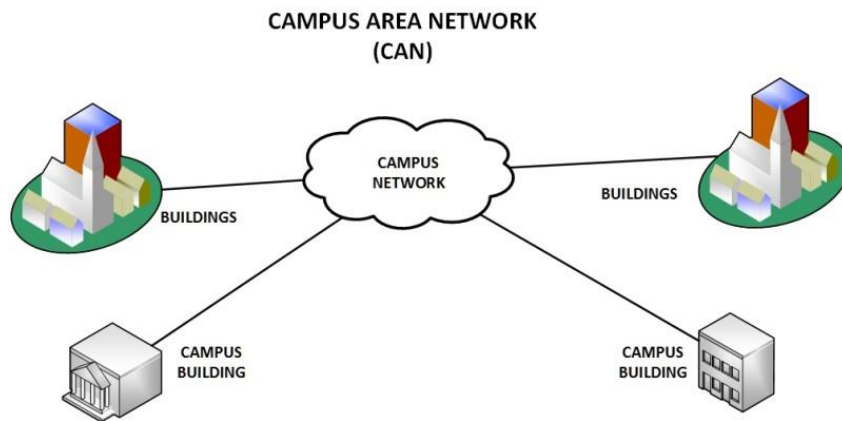 CAMPUS AREA NETWORK
(CAN)
CAMPUS
NETWORK
BUILDINGS
BUILDINGS
CAMPUS
BUILDING
CAMPUS
BUILDING